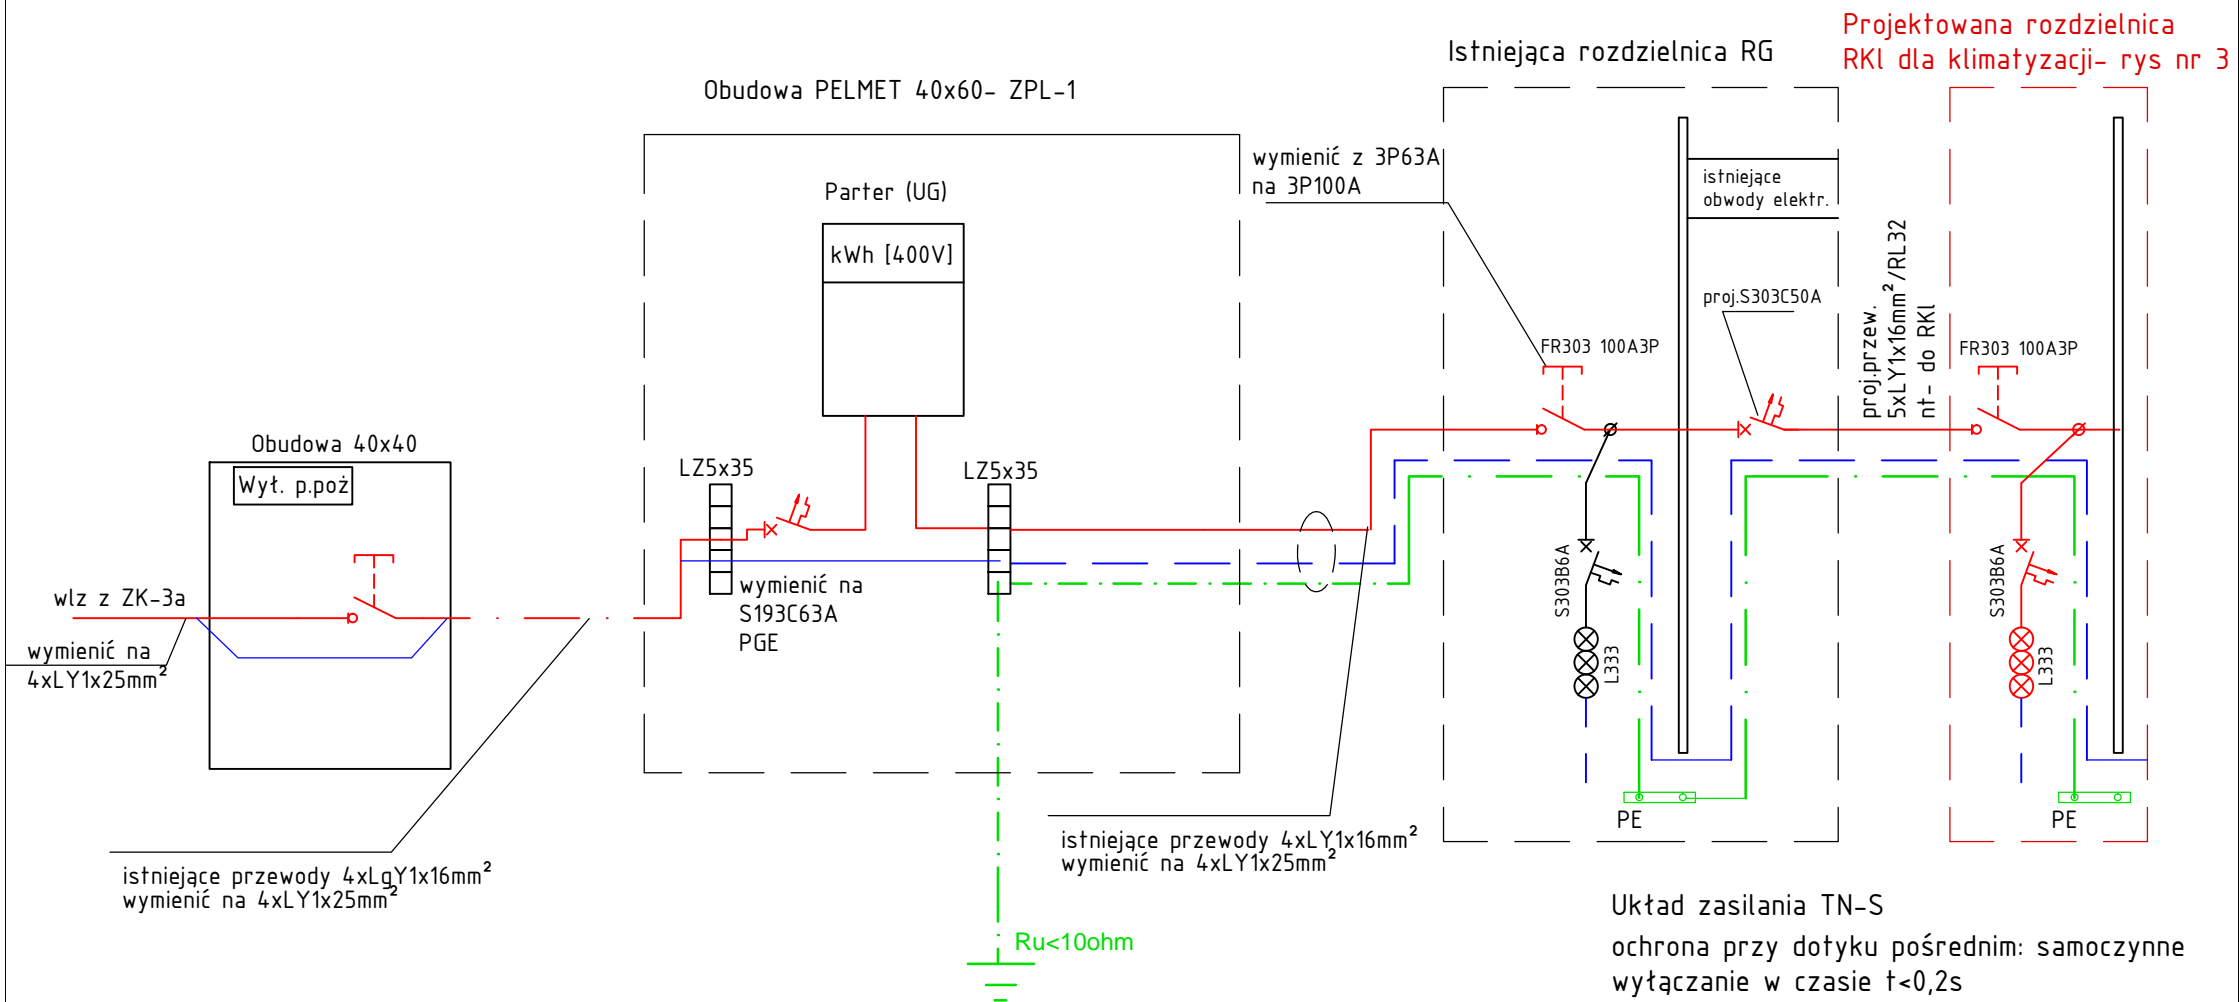 Projektowana rozdzielnica
RKl dla klimatyzacji- rys nr 3
Istniejąca rozdzielnica RG
Obudowa PELMET 40x60- ZPL-1
wymienić z 3P63A
na 3P100A
Parter (UG)
kWh [400V]
istniejące
obwody elektr.
proj.S303C50A
proj.przew.
5xLY1x16mm²/RL32
nt- do RKl
FR303 100A3P
FR303 100A3P
Obudowa 40x40
Wył. p.poż
LZ5x35
LZ5x35
wymienić na
S193C63A
PGE
wlz z ZK-3a
wymienić na
4xLY1x25mm²
S303B6A
L333
S303B6A
L333
PE
PE
istniejące przewody 4xLY1x16mm²
wymienić na 4xLY1x25mm²
istniejące przewody 4xLgY1x16mm²
wymienić na 4xLY1x25mm²
Ru<10ohm
Układ zasilania TN-S
ochrona przy dotyku pośrednim: samoczynne
wyłączanie w czasie t<0,2s